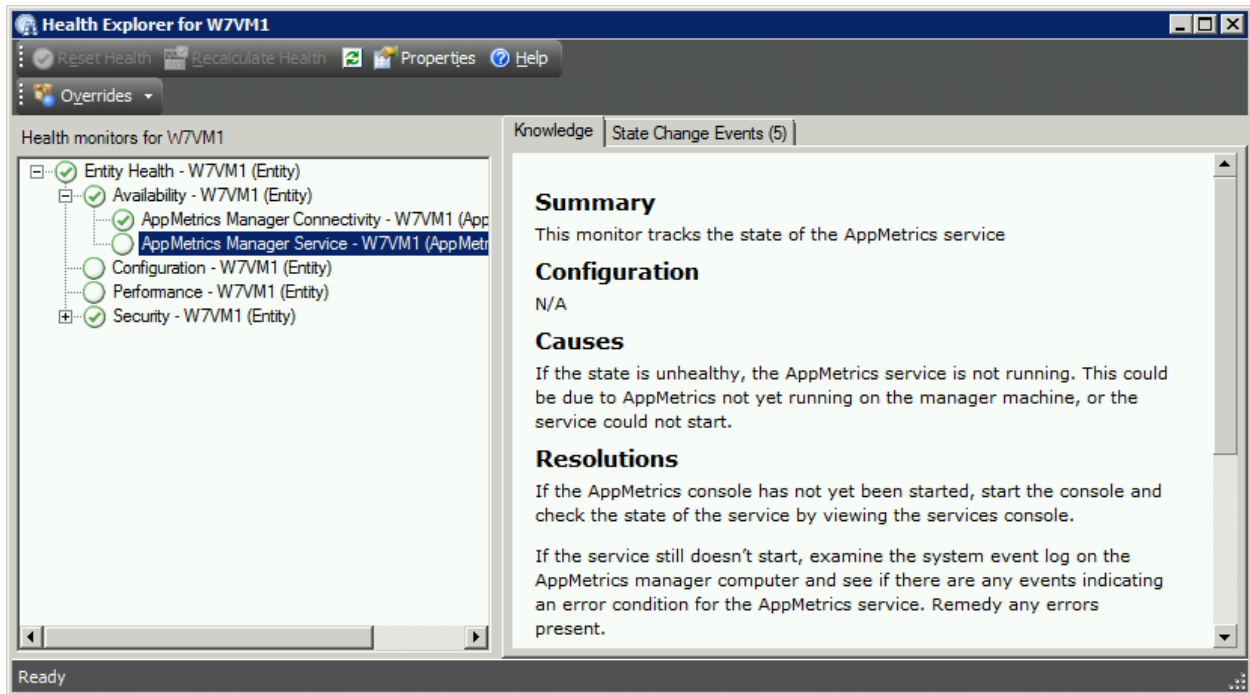 Health Explorer for W7VM1
Reset Health Recalculate Health Properties Help
Overrides
Health monitors for W7VM1
Entity Health - W7VM1 (Entity)
Availability - W7VM1 (Entity)
AppMetrics Manager Connectivity - W7VM1 (App
AppMetrics Manager Service - W7VM1 (AppMetr
Configuration - W7VM1 (Entity)
Performance - W7VM1 (Entity)
Security - W7VM1 (Entity)
Knowledge State Change Events (5)
Summary
This monitor tracks the state of the AppMetrics service
Configuration
N/A
Causes
If the state is unhealthy, the AppMetrics service is not running. This could
be due to AppMetrics not yet running on the manager machine, or the
service could not start.
Resolutions
If the AppMetrics console has not yet been started, start the console and
check the state of the service by viewing the services console.
If the service still doesn’t start, examine the system event log on the
AppMetrics manager computer and see if there are any events indicating
an error condition for the AppMetrics service. Remedy any errors
present.
Ready